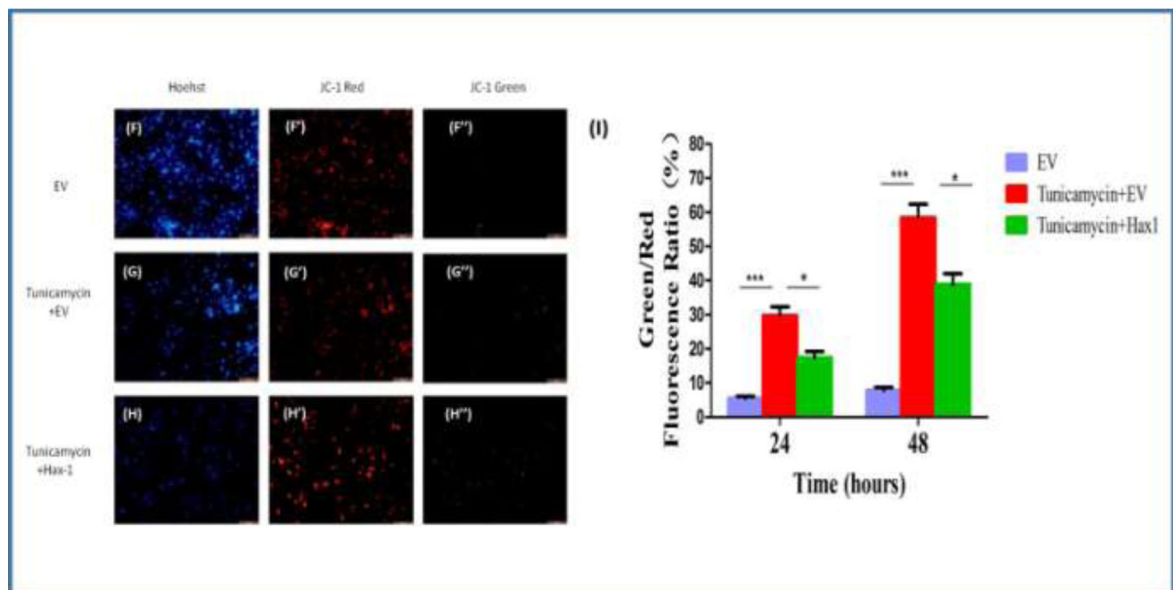 Hoehst JC-1 Red JC-1 Green
EV
(F) (F') (F'')
Tunicamycin
+EV
(G) (G') (G'')
Tunicamycin
+Hax-1
(H) (H') (H'')
(I)
Green/Red
Fluorescence Ratio (%)
80
70
60
50
40
30
20
10
0
*** * *** *
24 48
Time (hours)
EV
Tunicamycin+EV
Tunicamycin+Hax1